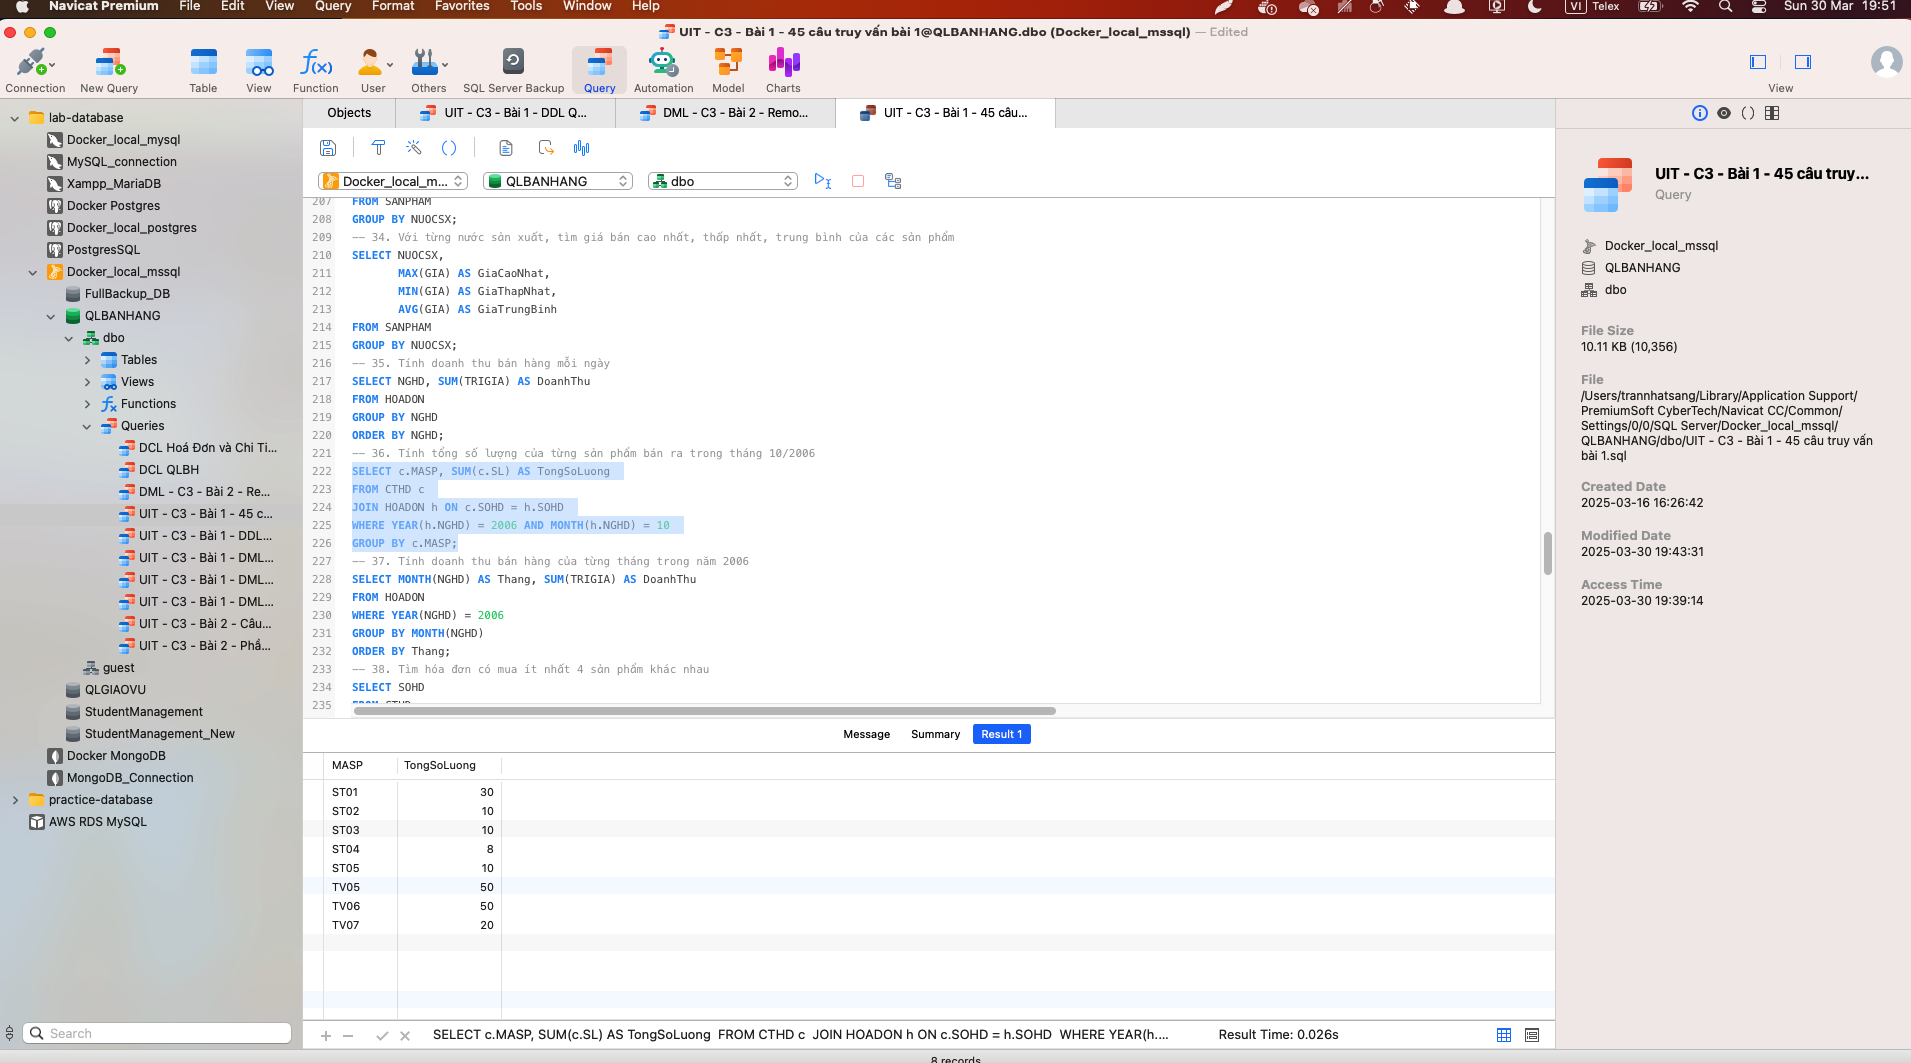 Navicat Premium File Edit View Query Format Favorites Tools Window Help VI Telex Sun 30 Mar 19:51
UIT - C3 - Bài 1 - 45 câu truy vấn bài 1@QLBANHANG.dbo (Docker_local_mssql) — Edited
Connection New Query Table View Function User Others SQL Server Backup Query Automation Model Charts View
lab-database
Docker_local_mysql
MySQL_connection
Xampp_MariaDB
Docker Postgres
Docker_local_postgres
PostgresSQL
Docker_local_mssql
FullBackup_DB
QLBANHANG
dbo
Tables
Views
Functions
Queries
DCL Hoá Đơn và Chi Ti...
DCL QLBH
DML - C3 - Bài 2 - Re...
UIT - C3 - Bài 1 - 45 c...
UIT - C3 - Bài 1 - DDL...
UIT - C3 - Bài 1 - DML...
UIT - C3 - Bài 1 - DML...
UIT - C3 - Bài 1 - DML...
UIT - C3 - Bài 2 - Câu...
UIT - C3 - Bài 2 - Phầ...
guest
QLGIAOVU
StudentManagement
StudentManagement_New
Docker MongoDB
MongoDB_Connection
practice-database
AWS RDS MySQL
Search
Objects UIT - C3 - Bài 1 - DDL Q... DML - C3 - Bài 2 - Remo... UIT - C3 - Bài 1 - 45 câu...
Docker_local_m... QLBANHANG dbo
207 FROM SANPHAM
208 GROUP BY NUOCSX;
209 -- 34. Với từng nước sản xuất, tìm giá bán cao nhất, thấp nhất, trung bình của các sản phẩm
210 SELECT NUOCSX,
211 MAX(GIA) AS GiaCaoNhat,
212 MIN(GIA) AS GiaThapNhat,
213 AVG(GIA) AS GiaTrungBinh
214 FROM SANPHAM
215 GROUP BY NUOCSX;
216 -- 35. Tính doanh thu bán hàng mỗi ngày
217 SELECT NGHD, SUM(TRIGIA) AS DoanhThu
218 FROM HOADON
219 GROUP BY NGHD
220 ORDER BY NGHD;
221 -- 36. Tính tổng số lượng của từng sản phẩm bán ra trong tháng 10/2006
222 SELECT c.MASP, SUM(c.SL) AS TongSoLuong
223 FROM CTHD c
224 JOIN HOADON h ON c.SOHD = h.SOHD
225 WHERE YEAR(h.NGHD) = 2006 AND MONTH(h.NGHD) = 10
226 GROUP BY c.MASP;
227 -- 37. Tính doanh thu bán hàng của từng tháng trong năm 2006
228 SELECT MONTH(NGHD) AS Thang, SUM(TRIGIA) AS DoanhThu
229 FROM HOADON
230 WHERE YEAR(NGHD) = 2006
231 GROUP BY MONTH(NGHD)
232 ORDER BY Thang;
233 -- 38. Tìm hóa đơn có mua ít nhất 4 sản phẩm khác nhau
234 SELECT SOHD
235 FROM CTHD
Message Summary Result 1
MASP TongSoLuong
ST01 30
ST02 10
ST03 10
ST04 8
ST05 10
TV05 50
TV06 50
TV07 20
SELECT c.MASP, SUM(c.SL) AS TongSoLuong FROM CTHD c JOIN HOADON h ON c.SOHD = h.SOHD WHERE YEAR(h.... Result Time: 0.026s
8 records
UIT - C3 - Bài 1 - 45 câu truy...
Query
Docker_local_mssql
QLBANHANG
dbo
File Size
10.11 KB (10,356)
File
/Users/trannhatsang/Library/Application Support/
PremiumSoft CyberTech/Navicat CC/Common/
Settings/0/0/SQL Server/Docker_local_mssql/
QLBANHANG/dbo/UIT - C3 - Bài 1 - 45 câu truy vấn
bài 1.sql
Created Date
2025-03-16 16:26:42
Modified Date
2025-03-30 19:43:31
Access Time
2025-03-30 19:39:14